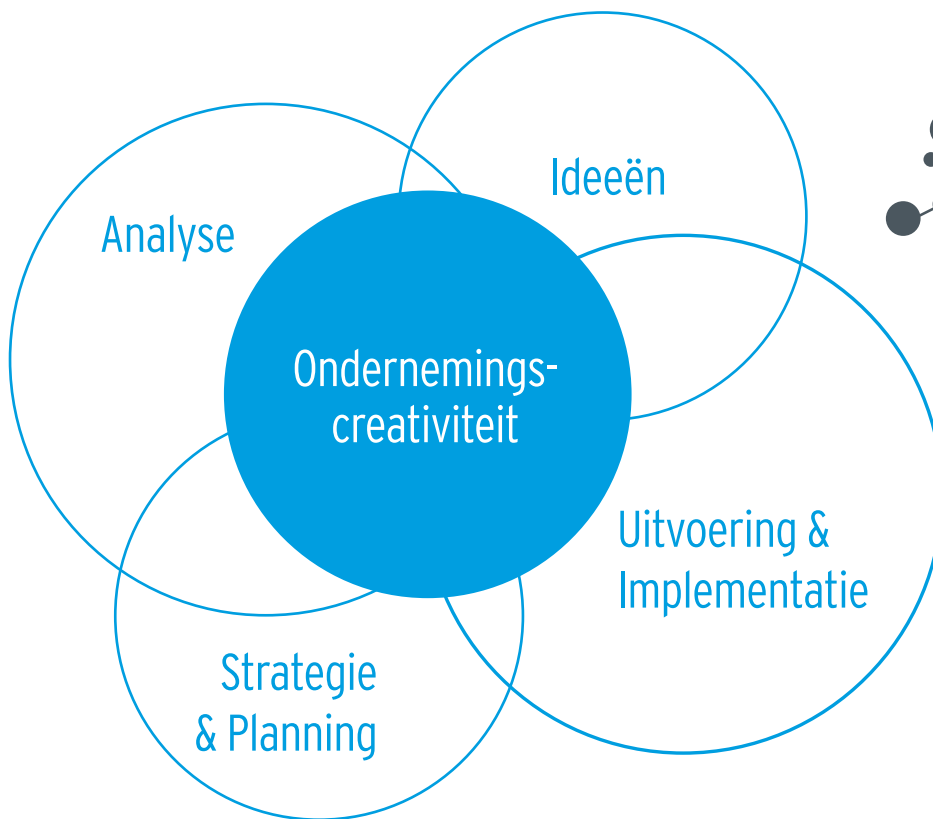 Ideeën
Analyse
Ondernemings-
creativiteit
Uitvoering &
Implementatie
Strategie
& Planning